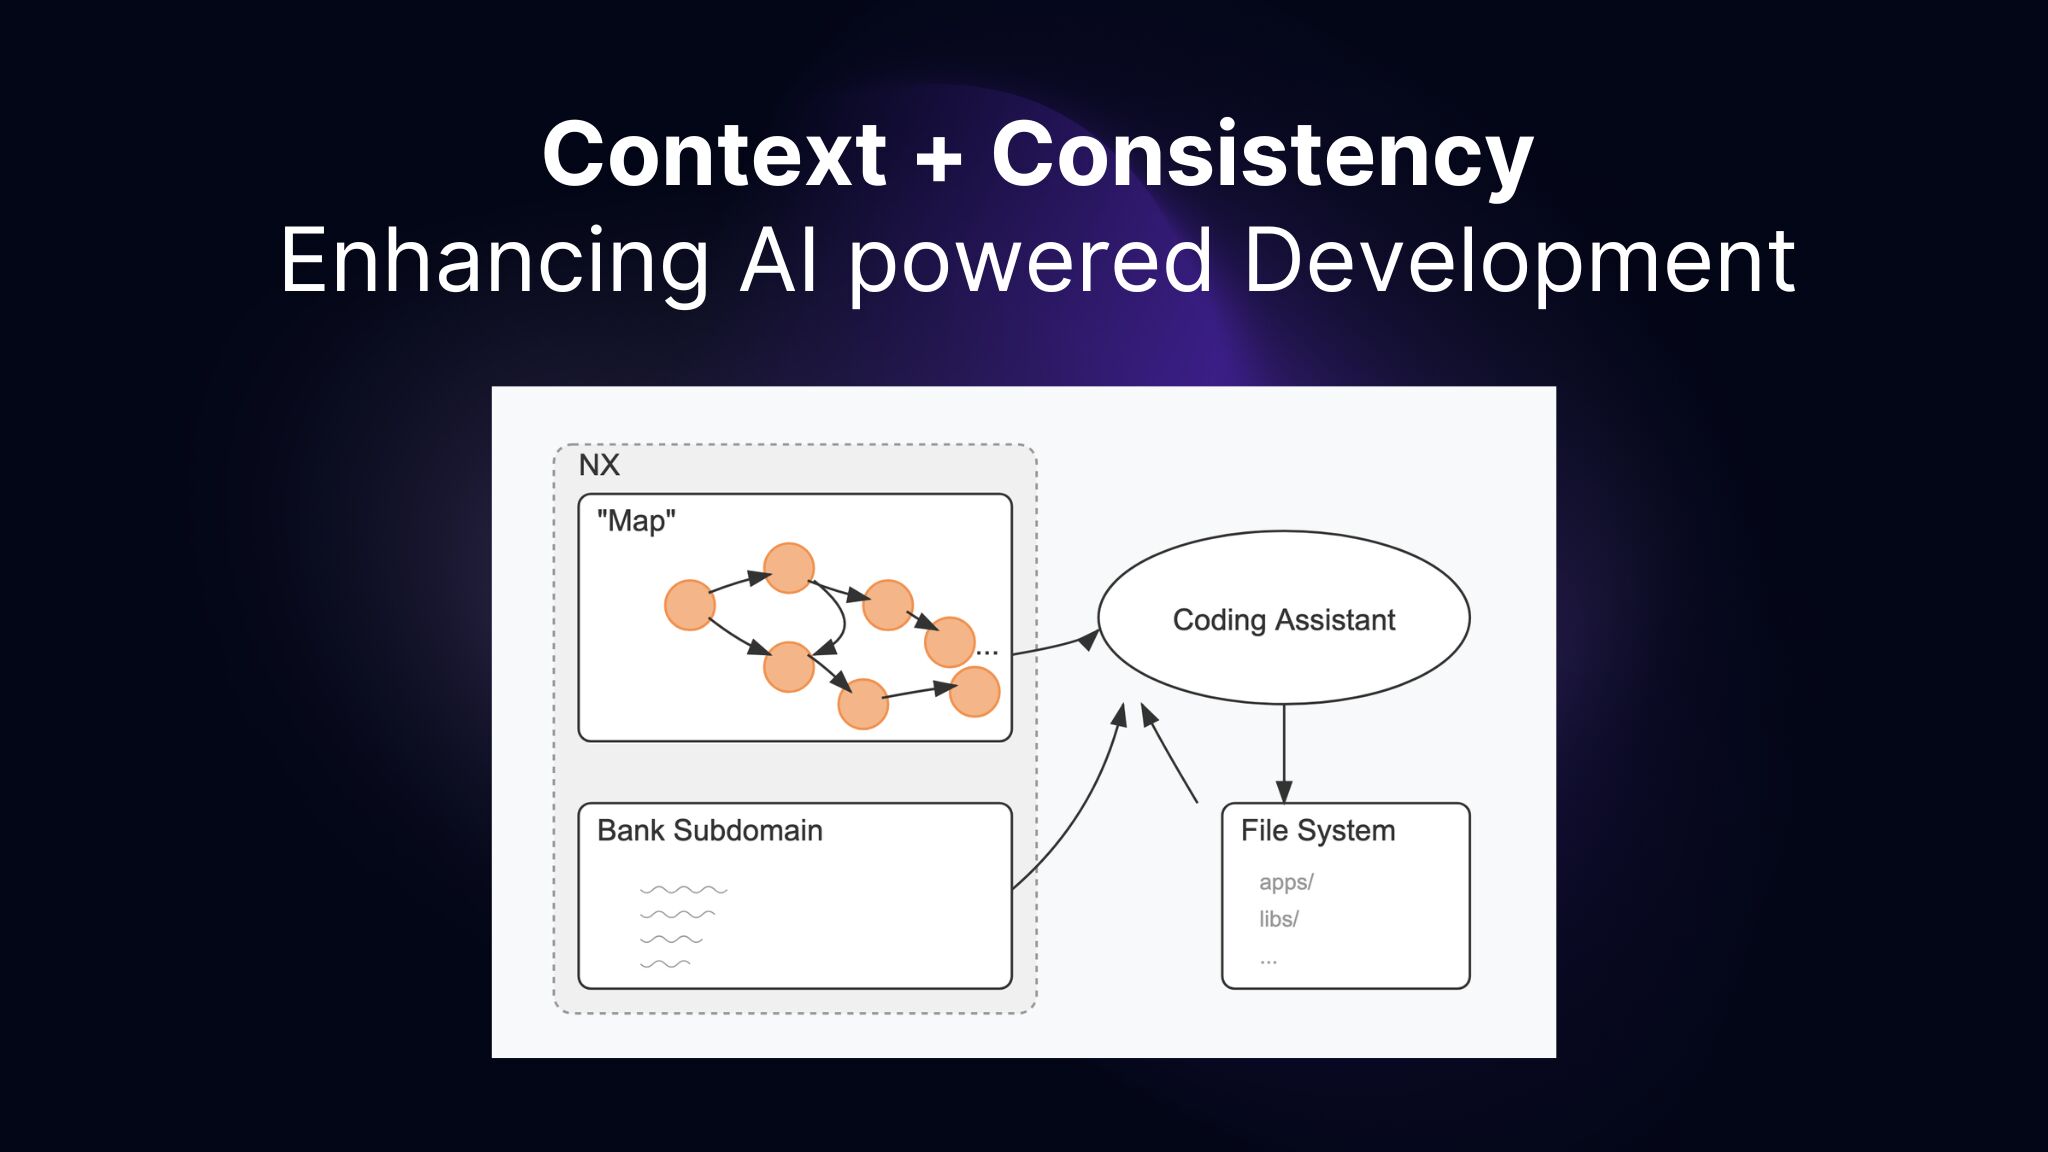 Context + Consistency
Enhancing AI powered Development
NX
"Map"
...
Coding Assistant
Bank Subdomain
File System
apps/
libs/
...